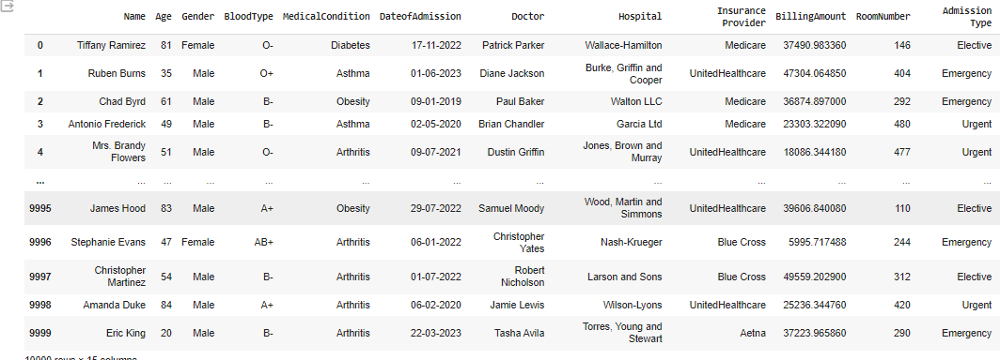 Name Age Gender BloodType MedicalCondition DateofAdmission Doctor Hospital Insurance Provider BillingAmount RoomNumber Admission Type
0 Tiffany Ramirez 81 Female O- Diabetes 17-11-2022 Patrick Parker Wallace-Hamilton Medicare 37490.983360 146 Elective
1 Ruben Burns 35 Male O+ Asthma 01-06-2023 Diane Jackson Burke, Griffin and Cooper UnitedHealthcare 47304.064850 404 Emergency
2 Chad Byrd 61 Male B- Obesity 09-01-2019 Paul Baker Walton LLC Medicare 36874.897000 292 Emergency
3 Antonio Frederick 49 Male B- Asthma 02-05-2020 Brian Chandler Garcia Ltd Medicare 23303.322090 480 Urgent
4 Mrs. Brandy Flowers 51 Male O- Arthritis 09-07-2021 Dustin Griffin Jones, Brown and Murray UnitedHealthcare 18086.344180 477 Urgent
... ... ... ... ... ... ... ... ... ... ... ... ...
9995 James Hood 83 Male A+ Obesity 29-07-2022 Samuel Moody Wood, Martin and Simmons UnitedHealthcare 39606.840080 110 Elective
9996 Stephanie Evans 47 Female AB+ Arthritis 06-01-2022 Christopher Yates Nash-Krueger Blue Cross 5995.717488 244 Emergency
9997 Christopher Martinez 54 Male B- Arthritis 01-07-2022 Robert Nicholson Larson and Sons Blue Cross 49559.202900 312 Elective
9998 Amanda Duke 84 Male A+ Arthritis 06-02-2020 Jamie Lewis Wilson-Lyons UnitedHealthcare 25236.344760 420 Urgent
9999 Eric King 20 Male B- Arthritis 22-03-2023 Tasha Avila Torres, Young and Stewart Aetna 37223.965860 290 Emergency
10000 rows × 15 columns